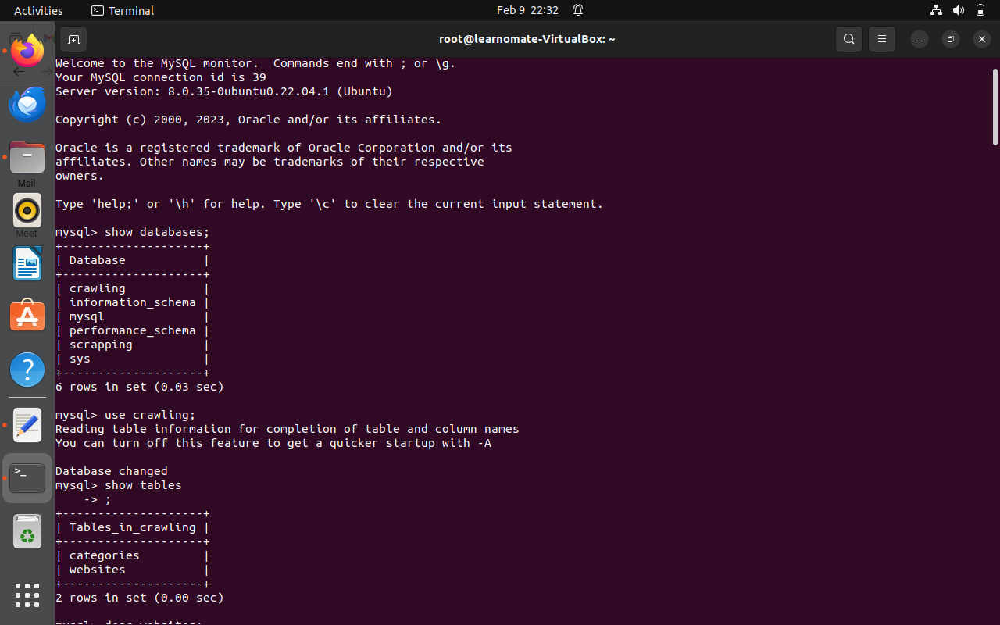 Activities
Terminal
Feb 9 22:32
root@learnomate-VirtualBox: ~
Welcome to the MySQL monitor.  Commands end with ; or \g.
Your MySQL connection id is 39
Server version: 8.0.35-0ubuntu0.22.04.1 (Ubuntu)
Copyright (c) 2000, 2023, Oracle and/or its affiliates.
Oracle is a registered trademark of Oracle Corporation and/or its
affiliates. Other names may be trademarks of their respective
owners.
Type 'help;' or '\h' for help. Type '\c' to clear the current input statement.
mysql> show databases;
+--------------------+
| Database           |
+--------------------+
| crawling           |
| information_schema |
| mysql              |
| performance_schema |
| scrapping          |
| sys                |
+--------------------+
6 rows in set (0.03 sec)
mysql> use crawling;
Reading table information for completion of table and column names
You can turn off this feature to get a quicker startup with -A
Database changed
mysql> show tables
    -> ;
+--------------------+
| Tables_in_crawling |
+--------------------+
| categories         |
| websites           |
+--------------------+
2 rows in set (0.00 sec)
mysql> desc websites;
Mail
Meet